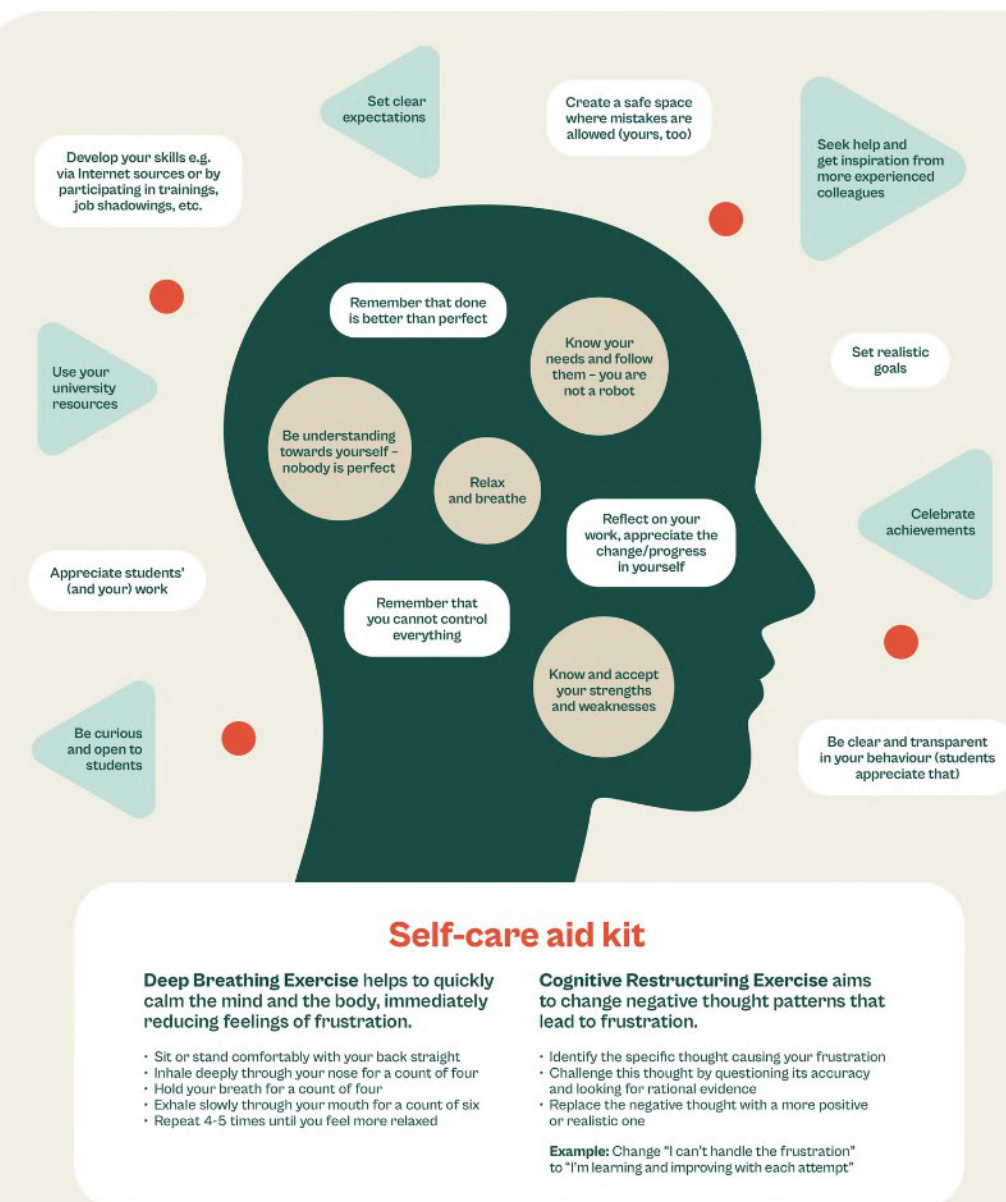 Set clear
expectations
Create a safe space
where mistakes are
allowed (yours, too)
Seek help and
get inspiration from
more experienced
colleagues
Develop your skills e.g.
via Internet sources or by
participating in trainings,
job shadowings, etc.
Remember that done
is better than perfect
Know your
needs and follow
them – you are
not a robot
Set realistic
goals
Use your
university
resources
Be understanding
towards yourself –
nobody is perfect
Relax
and breathe
Reflect on your
work, appreciate the
change/progress
in yourself
Celebrate
achievements
Appreciate students'
(and your) work
Remember that
you cannot control
everything
Know and accept
your strengths
and weaknesses
Be curious
and open to
students
Be clear and transparent
in your behaviour (students
appreciate that)
Self-care aid kit
Deep Breathing Exercise helps to quickly
calm the mind and the body, immediately
reducing feelings of frustration.
• Sit or stand comfortably with your back straight
• Inhale deeply through your nose for a count of four
• Hold your breath for a count of four
• Exhale slowly through your mouth for a count of six
• Repeat 4-5 times until you feel more relaxed
Cognitive Restructuring Exercise aims
to change negative thought patterns that
lead to frustration.
• Identify the specific thought causing your frustration
• Challenge this thought by questioning its accuracy
and looking for rational evidence
• Replace the negative thought with a more positive
or realistic one
Example: Change "I can't handle the frustration"
to "I'm learning and improving with each attempt"